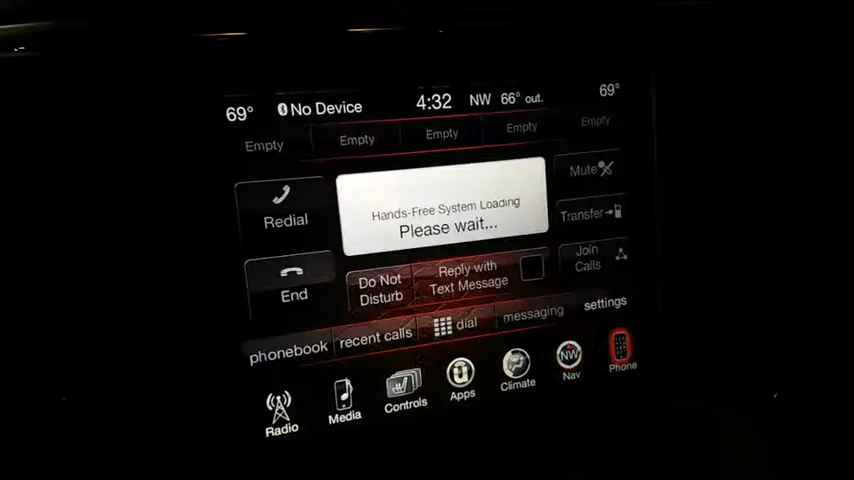 69° No Device 4:32 NW 66° out. 69°
Empty Empty Empty Empty Empty
Redial
Hands-Free System Loading
Please wait...
Mute
Transfer
End
Do Not
Disturb
Reply with
Text Message
Join
Calls
phonebook recent calls dial messaging settings
Radio Media Controls Apps Climate NW Nav Phone